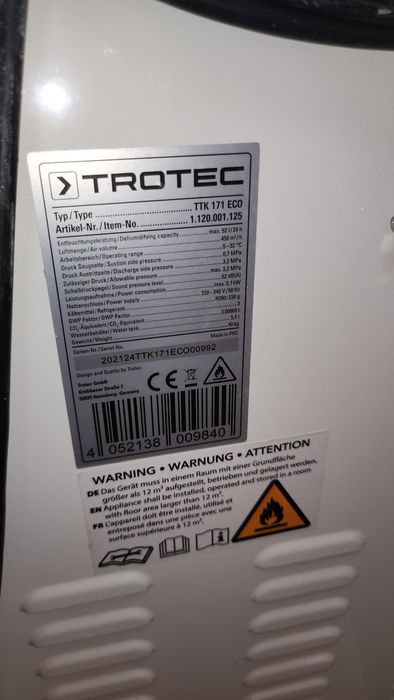 TROTEC
Typ/Type TTK 171 ECO
Artikel-Nr./Item-No. 1.120.001.125
Entfeuchtungsleistung/Dehumidifying capacity max. 52 l/24 h
Luftmenge/Air volume 450 m³/h
Arbeitsbereich/Operating range 5–32 °C
Druck Saugseite/Suction side pressure 0,7 MPa
Druck Austrittseite/Discharge side pressure 3,2 MPa
Zulässiger Druck/Allowable pressure max. 3,2 MPa
Schalldruckpegel/Sound pressure level 52 dB(A)
Leistungsaufnahme/Power consumption max. 0,7 kW
Netzanschluss/Power supply 220 - 240 V/50 Hz
Kältemittel/Refrigerant R290/230 g
GWP Faktor/GWP Factor 3
CO₂-Äquivalent/CO₂-Equivalent 0.00069 t
Wasserbehälter/Water tank 5,5 l
Gewicht/Weight 40 kg
Serien-Nr/Serial-No. Made in PRC
202124TTK171ECO00992
Design and Quality by Trotec
Trotec GmbH
Grebbener Straße 7
52525 Heinsberg, Germany
CE
4 052138 009840
WARNING • WARNUNG • ATTENTION
DE Das Gerät muss in einem Raum mit einer Grundfläche
größer als 12 m² aufgestellt, betrieben und gelagert werden.
EN Appliance shall be installed, operated and stored in a room
with floor area larger than 12 m².
FR L'appareil doit être installé, utilisé et
entreposé dans une pièce avec une
surface supérieure à 12 m².